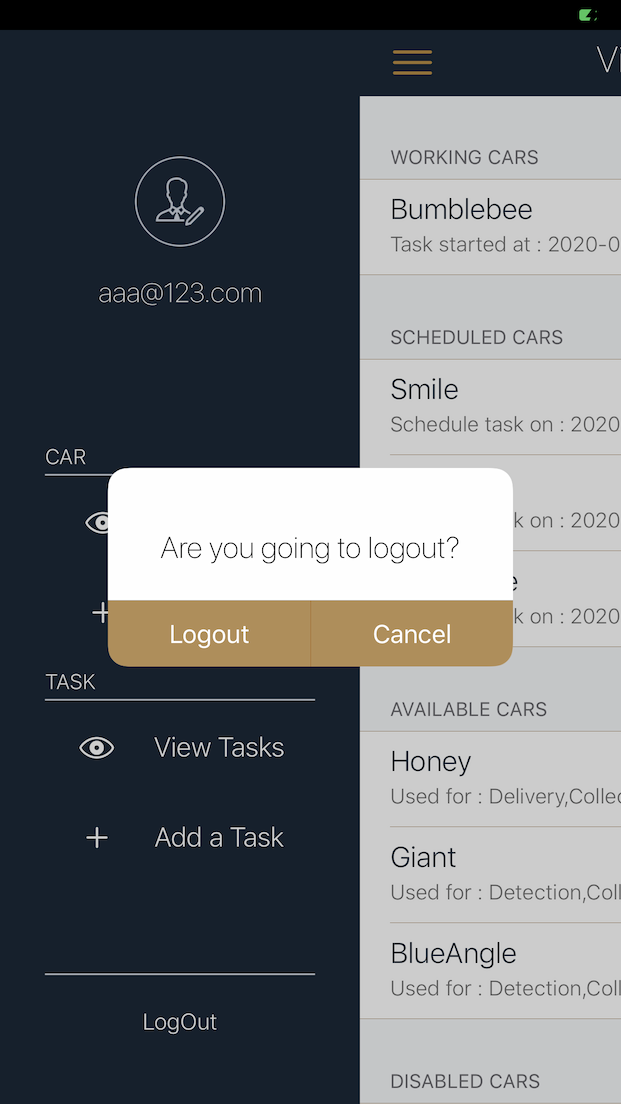 Vi
aaa@123.com
CAR
TASK
View Tasks
Add a Task
LogOut
WORKING CARS
Bumblebee
Task started at : 2020-0
SCHEDULED CARS
Smile
Schedule task on : 2020
k on : 2020
e
k on : 2020
AVAILABLE CARS
Honey
Used for : Delivery,Collec
Giant
Used for : Detection,Coll
BlueAngle
Used for : Detection,Coll
DISABLED CARS
Are you going to logout?
Logout
Cancel